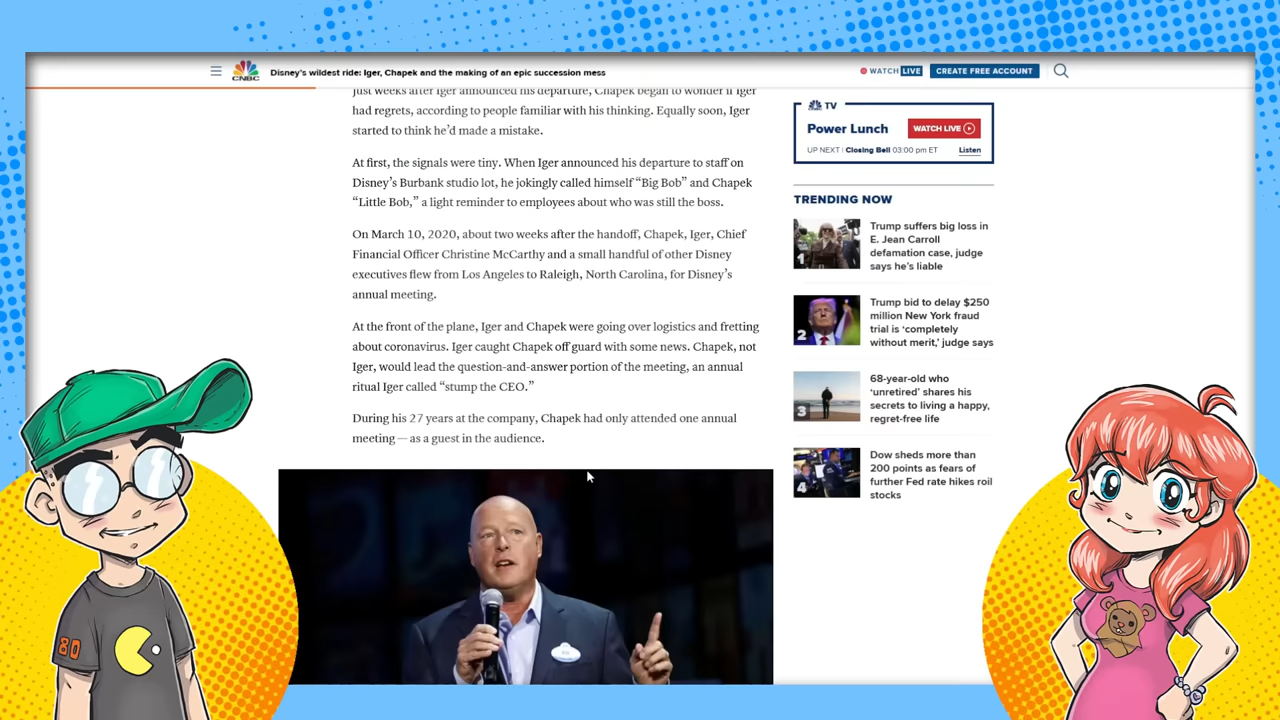 CNBC
Disney's wildest ride: Iger, Chapek and the making of an epic succession mess
WATCH LIVE
CREATE FREE ACCOUNT
just weeks after Iger announced his departure, Chapek began to wonder if Iger
had regrets, according to people familiar with his thinking. Equally soon, Iger
started to think he'd made a mistake.
At first, the signals were tiny. When Iger announced his departure to staff on
Disney's Burbank studio lot, he jokingly called himself “Big Bob” and Chapek
“Little Bob,” a light reminder to employees about who was still the boss.
On March 10, 2020, about two weeks after the handoff, Chapek, Iger, Chief
Financial Officer Christine McCarthy and a small handful of other Disney
executives flew from Los Angeles to Raleigh, North Carolina, for Disney's
annual meeting.
At the front of the plane, Iger and Chapek were going over logistics and fretting
about coronavirus. Iger caught Chapek off guard with some news. Chapek, not
Iger, would lead the question-and-answer portion of the meeting, an annual
ritual Iger called “stump the CEO.”
During his 27 years at the company, Chapek had only attended one annual
meeting — as a guest in the audience.
TV
Power Lunch
WATCH LIVE
UP NEXT | Closing Bell 03:00 pm ET
Listen
TRENDING NOW
1
Trump suffers big loss in
E. Jean Carroll
defamation case, judge
says he's liable
2
Trump bid to delay $250
million New York fraud
trial is ‘completely
without merit,’ judge says
3
68-year-old who
‘unretired’ shares his
secrets to living a happy,
regret-free life
4
Dow sheds more than
200 points as fears of
further Fed rate hikes roil
stocks
80